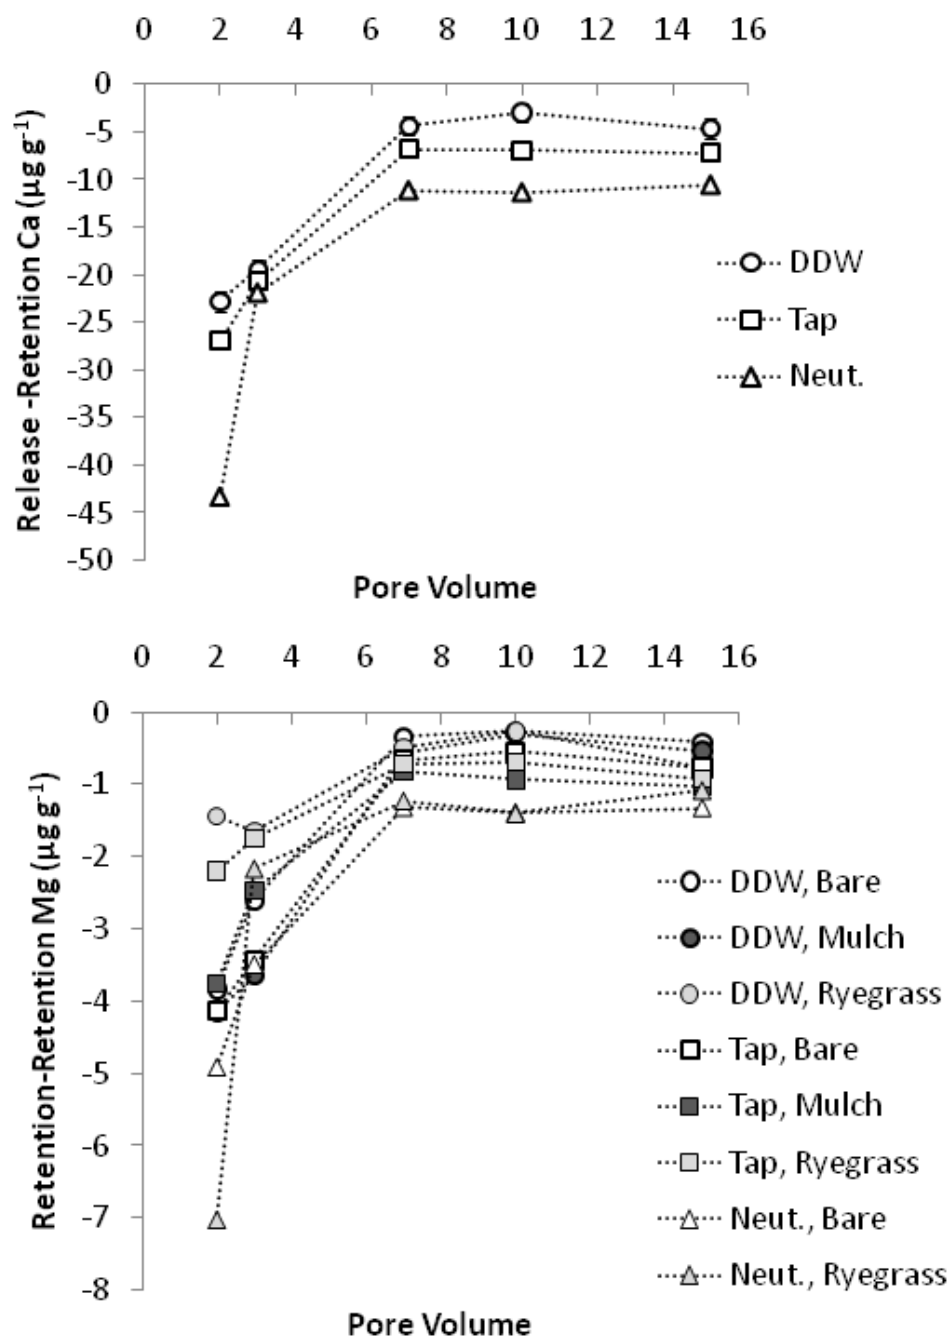 0 2 4 6 8 10 12 14 16
0
-5
-10
-15
-20
-25
-30
-35
-40
-45
-50
Release -Retention Ca (µg g⁻¹)
DDW
Tap
Neut.
Pore Volume
0 2 4 6 8 10 12 14 16
0
-1
-2
-3
-4
-5
-6
-7
-8
Retention-Retention Mg (µg g⁻¹)
DDW, Bare
DDW, Mulch
DDW, Ryegrass
Tap, Bare
Tap, Mulch
Tap, Ryegrass
Neut., Bare
Neut., Ryegrass
Pore Volume